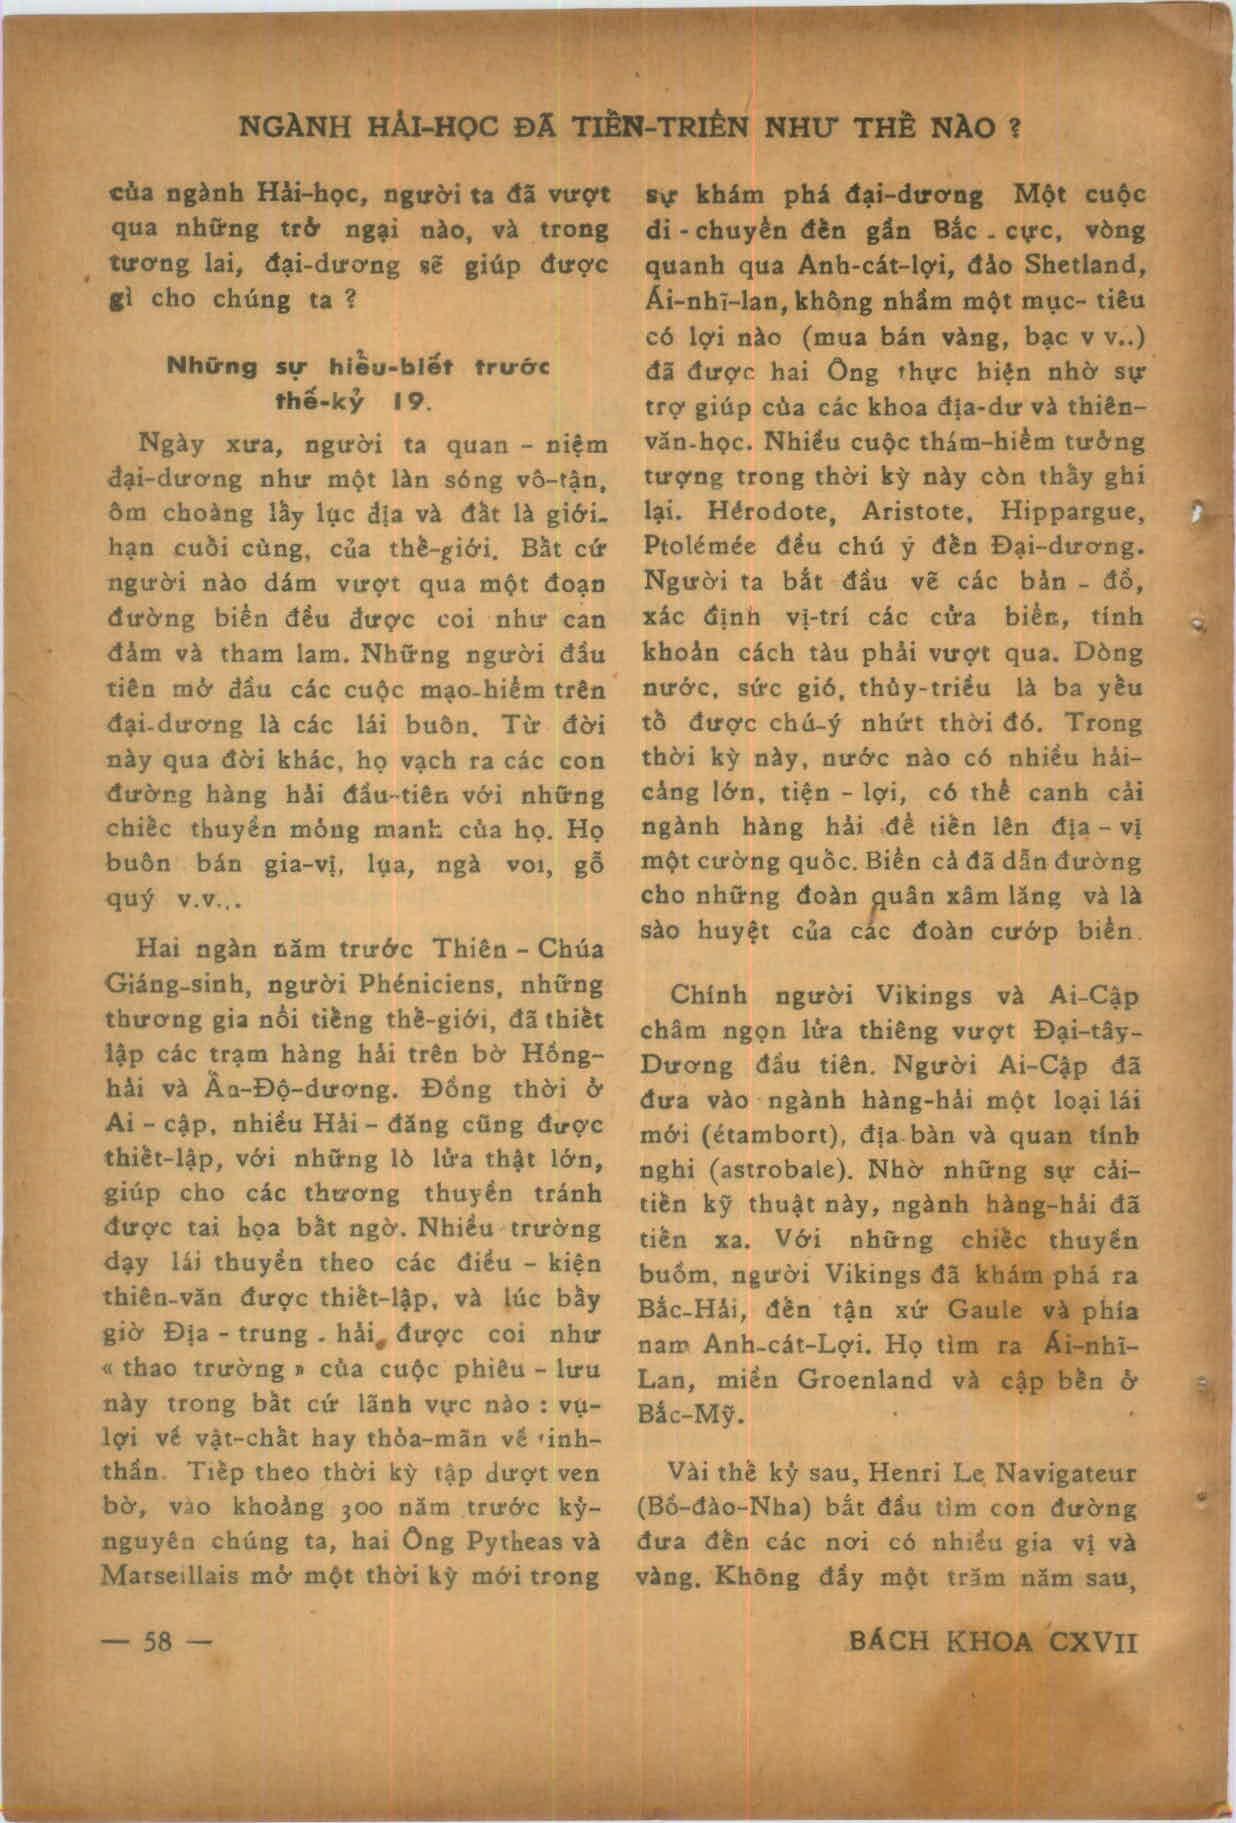 NGÀNH HẢI-HỌC ĐÃ TIẾN-TRIỂN NHƯ THẾ NÀO ?
của ngành Hải-học, người ta đã vượt
qua những trở ngại nào, và trong
tương lai, đại-dương sẽ giúp được
gì cho chúng ta ?
Những sự hiểu-biết trước
thế-kỷ 19.
Ngày xưa, người ta quan - niệm
đại-dương như một làn sóng vô-tận,
ôm choàng lấy lục địa và đất là giới-
hạn cuối cùng, của thế-giới. Bất cứ
người nào dám vượt qua một đoạn
đường biển đều được coi như can
đảm và tham lam. Những người đầu
tiên mở đầu các cuộc mạo-hiểm trên
đại-dương là các lái buôn. Từ đời
này qua đời khác, họ vạch ra các con
đường hàng hải đầu-tiên với những
chiếc thuyền mỏng manh của họ. Họ
buôn bán gia-vị, lụa, ngà voi, gỗ
quý v.v...
Hai ngàn năm trước Thiên - Chúa
Giáng-sinh, người Phéniciens, những
thương gia nổi tiếng thế-giới, đã thiết
lập các trạm hàng hải trên bờ Hồng-
hải và Ấn-Độ-dương. Đồng thời ở
Ai - cập, nhiều Hải - đăng cũng được
thiết-lập, với những lò lửa thật lớn,
giúp cho các thương thuyền tránh
được tai họa bất ngờ. Nhiều trường
dạy lái thuyền theo các điều - kiện
thiên-văn được thiết-lập, và lúc bấy
giờ Địa - trung - hải, được coi như
« thao trường » của cuộc phiêu - lưu
này trong bất cứ lãnh vực nào : vụ-
lợi về vật-chất hay thỏa-mãn về tinh-
thần. Tiếp theo thời kỳ tập dượt ven
bờ, vào khoảng 300 năm trước kỷ-
nguyên chúng ta, hai Ông Pytheas và
Marseillais mở một thời kỳ mới trong
sự khám phá đại-dương Một cuộc
di - chuyển đến gần Bắc - cực, vòng
quanh qua Anh-cát-lợi, đảo Shetland,
Ái-nhĩ-lan, không nhằm một mục- tiêu
có lợi nào (mua bán vàng, bạc v v..)
đã được hai Ông thực hiện nhờ sự
trợ giúp của các khoa địa-dư và thiên-
văn-học. Nhiều cuộc thám-hiểm tưởng
tượng trong thời kỳ này còn thấy ghi
lại. Hérodote, Aristote, Hippargue,
Ptolémée đều chú ý đến Đại-dương.
Người ta bắt đầu vẽ các bản - đồ,
xác định vị-trí các cửa biển, tính
khoản cách tàu phải vượt qua. Dòng
nước, sức gió, thủy-triều là ba yếu
tố được chú-ý nhứt thời đó. Trong
thời kỳ này, nước nào có nhiều hải-
cảng lớn, tiện - lợi, có thể canh cải
ngành hàng hải để tiến lên địa - vị
một cường quốc. Biển cả đã dẫn đường
cho những đoàn quân xâm lăng và là
sào huyệt của các đoàn cướp biển.
Chính người Vikings và Ai-Cập
châm ngọn lửa thiêng vượt Đại-tây-
Dương đầu tiên. Người Ai-Cập đã
đưa vào ngành hàng-hải một loại lái
mới (étambort), địa-bàn và quan tính
nghi (astrobale). Nhờ những sự cải-
tiến kỹ thuật này, ngành hàng-hải đã
tiến xa. Với những chiếc thuyền
buồm, người Vikings đã khám phá ra
Bắc-Hải, đến tận xứ Gaule và phía
nam Anh-cát-Lợi. Họ tìm ra Ái-nhĩ-
Lan, miền Groenland và cập bến ở
Bắc-Mỹ.
Vài thế kỷ sau, Henri Le Navigateur
(Bồ-đào-Nha) bắt đầu tìm con đường
đưa đến các nơi có nhiều gia vị và
vàng. Không đầy một trăm năm sau,
— 58 —
BÁCH KHOA CXVII